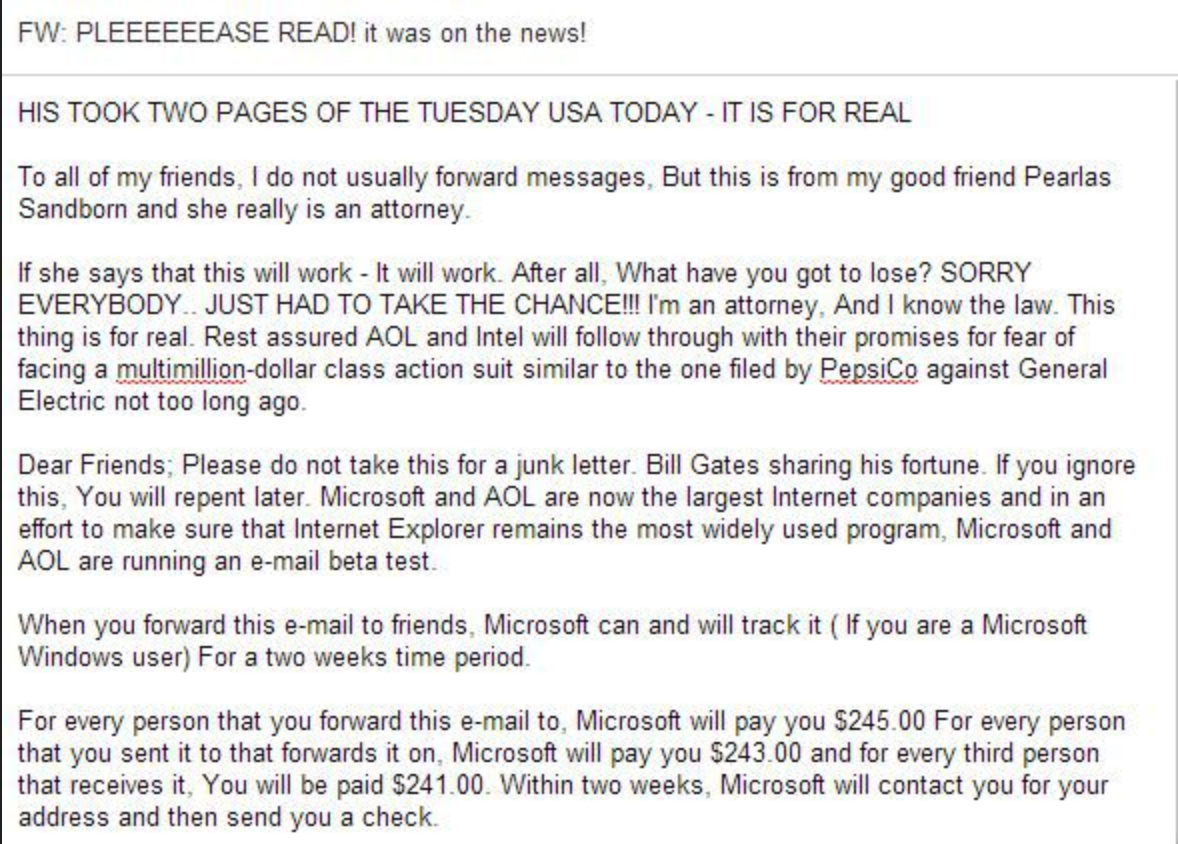 FW: PLEEEEEEASE READ! it was on the news!
HIS TOOK TWO PAGES OF THE TUESDAY USA TODAY - IT IS FOR REAL
To all of my friends, I do not usually forward messages, But this is from my good friend Pearlas
Sandborn and she really is an attorney.
If she says that this will work - It will work. After all, What have you got to lose? SORRY
EVERYBODY.. JUST HAD TO TAKE THE CHANCE!!! I'm an attorney, And I know the law. This
thing is for real. Rest assured AOL and Intel will follow through with their promises for fear of
facing a multimillion-dollar class action suit similar to the one filed by PepsiCo against General
Electric not too long ago.
Dear Friends; Please do not take this for a junk letter. Bill Gates sharing his fortune. If you ignore
this, You will repent later. Microsoft and AOL are now the largest Internet companies and in an
effort to make sure that Internet Explorer remains the most widely used program, Microsoft and
AOL are running an e-mail beta test.
When you forward this e-mail to friends, Microsoft can and will track it ( If you are a Microsoft
Windows user) For a two weeks time period.
For every person that you forward this e-mail to, Microsoft will pay you $245.00 For every person
that you sent it to that forwards it on, Microsoft will pay you $243.00 and for every third person
that receives it, You will be paid $241.00. Within two weeks, Microsoft will contact you for your
address and then send you a check.